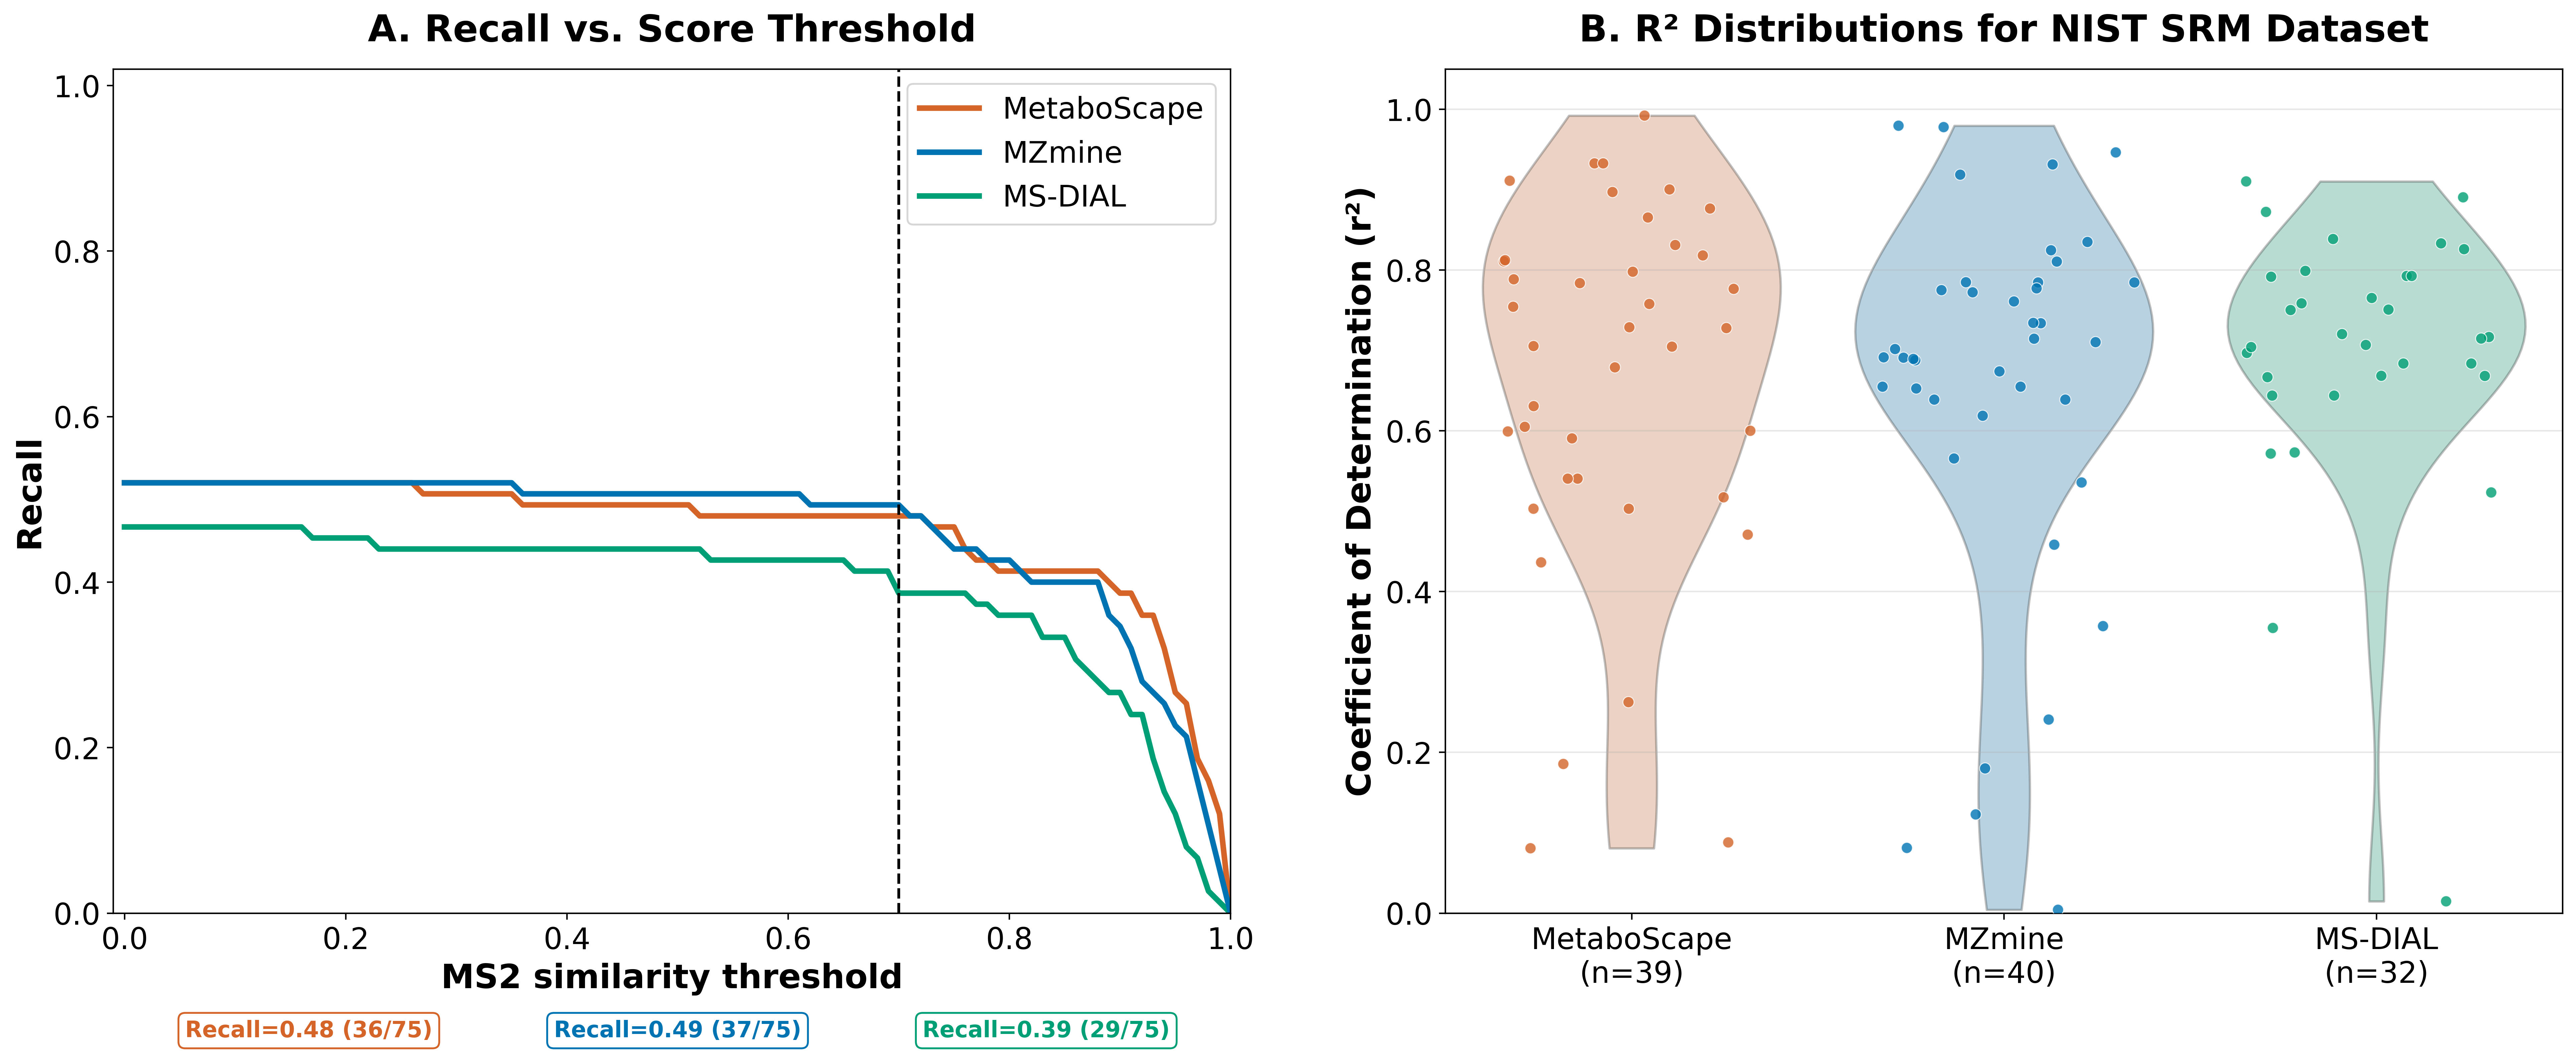 A. Recall vs. Score Threshold
1.0
0.8
0.6
0.4
0.2
0.0
Recall
MetaboScape
MZmine
MS-DIAL
0.0 0.2 0.4 0.6 0.8 1.0
MS2 similarity threshold
Recall=0.48 (36/75) Recall=0.49 (37/75) Recall=0.39 (29/75)
B. R² Distributions for NIST SRM Dataset
1.0
0.8
0.6
0.4
0.2
0.0
Coefficient of Determination (r²)
MetaboScape MZmine MS-DIAL
(n=39) (n=40) (n=32)